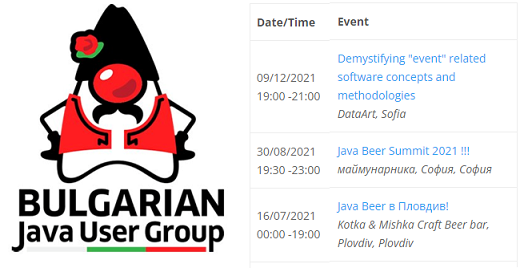 BULGARIAN
Java User Group
Date/Time Event
09/12/2021
19:00 -21:00
Demystifying "event" related
software concepts and
methodologies
DataArt, Sofia
30/08/2021
19:30 -23:00
Java Beer Summit 2021 !!!
маймунарника, София, София
16/07/2021
00:00 -19:00
Java Beer в Пловдив!
Kotka & Mishka Craft Beer bar,
Plovdiv, Plovdiv